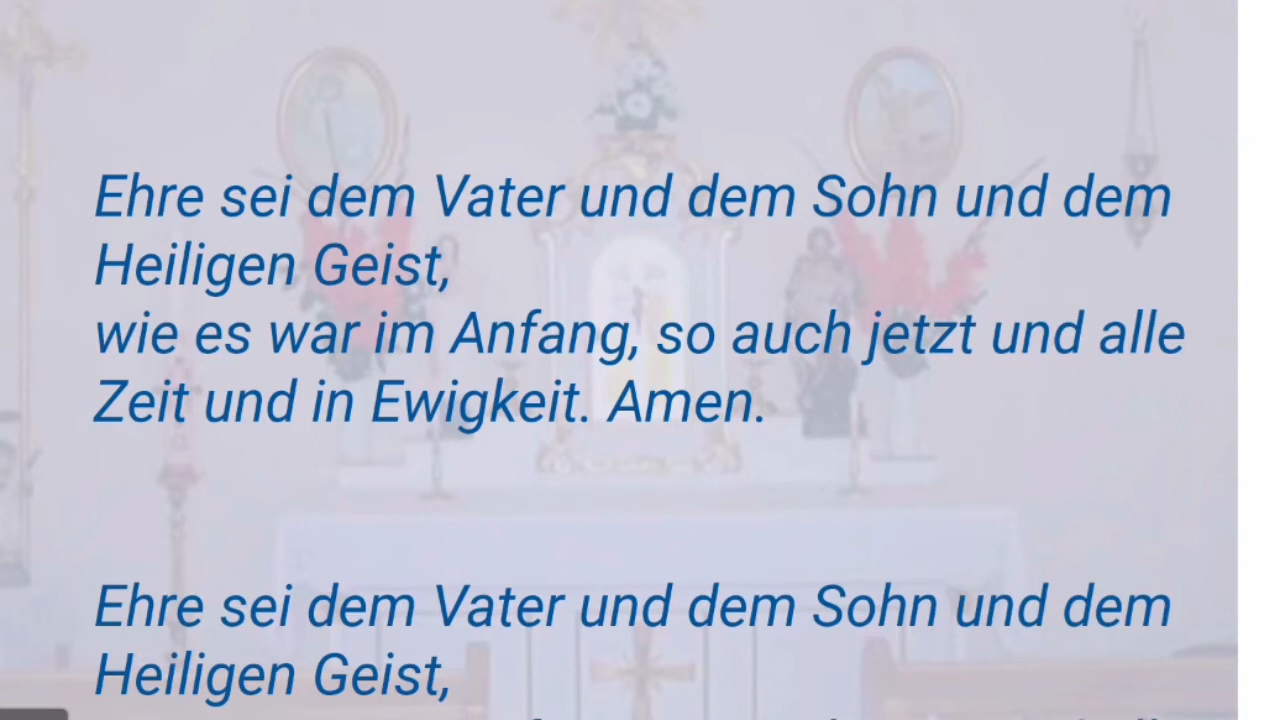 Ehre sei dem Vater und dem Sohn und dem
Heiligen Geist,
wie es war im Anfang, so auch jetzt und alle
Zeit und in Ewigkeit. Amen.
Ehre sei dem Vater und dem Sohn und dem
Heiligen Geist,